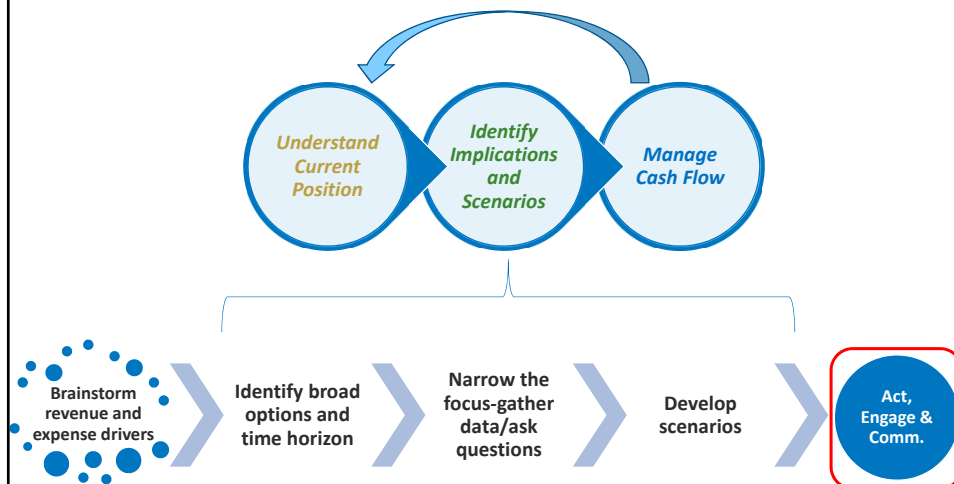 Understand
Current
Position
Identify
Implications
and
Scenarios
Manage
Cash Flow
Brainstorm
revenue and
expense drivers
Identify broad
options and
time horizon
Narrow the
focus-gather
data/ask
questions
Develop
scenarios
Act,
Engage &
Comm.